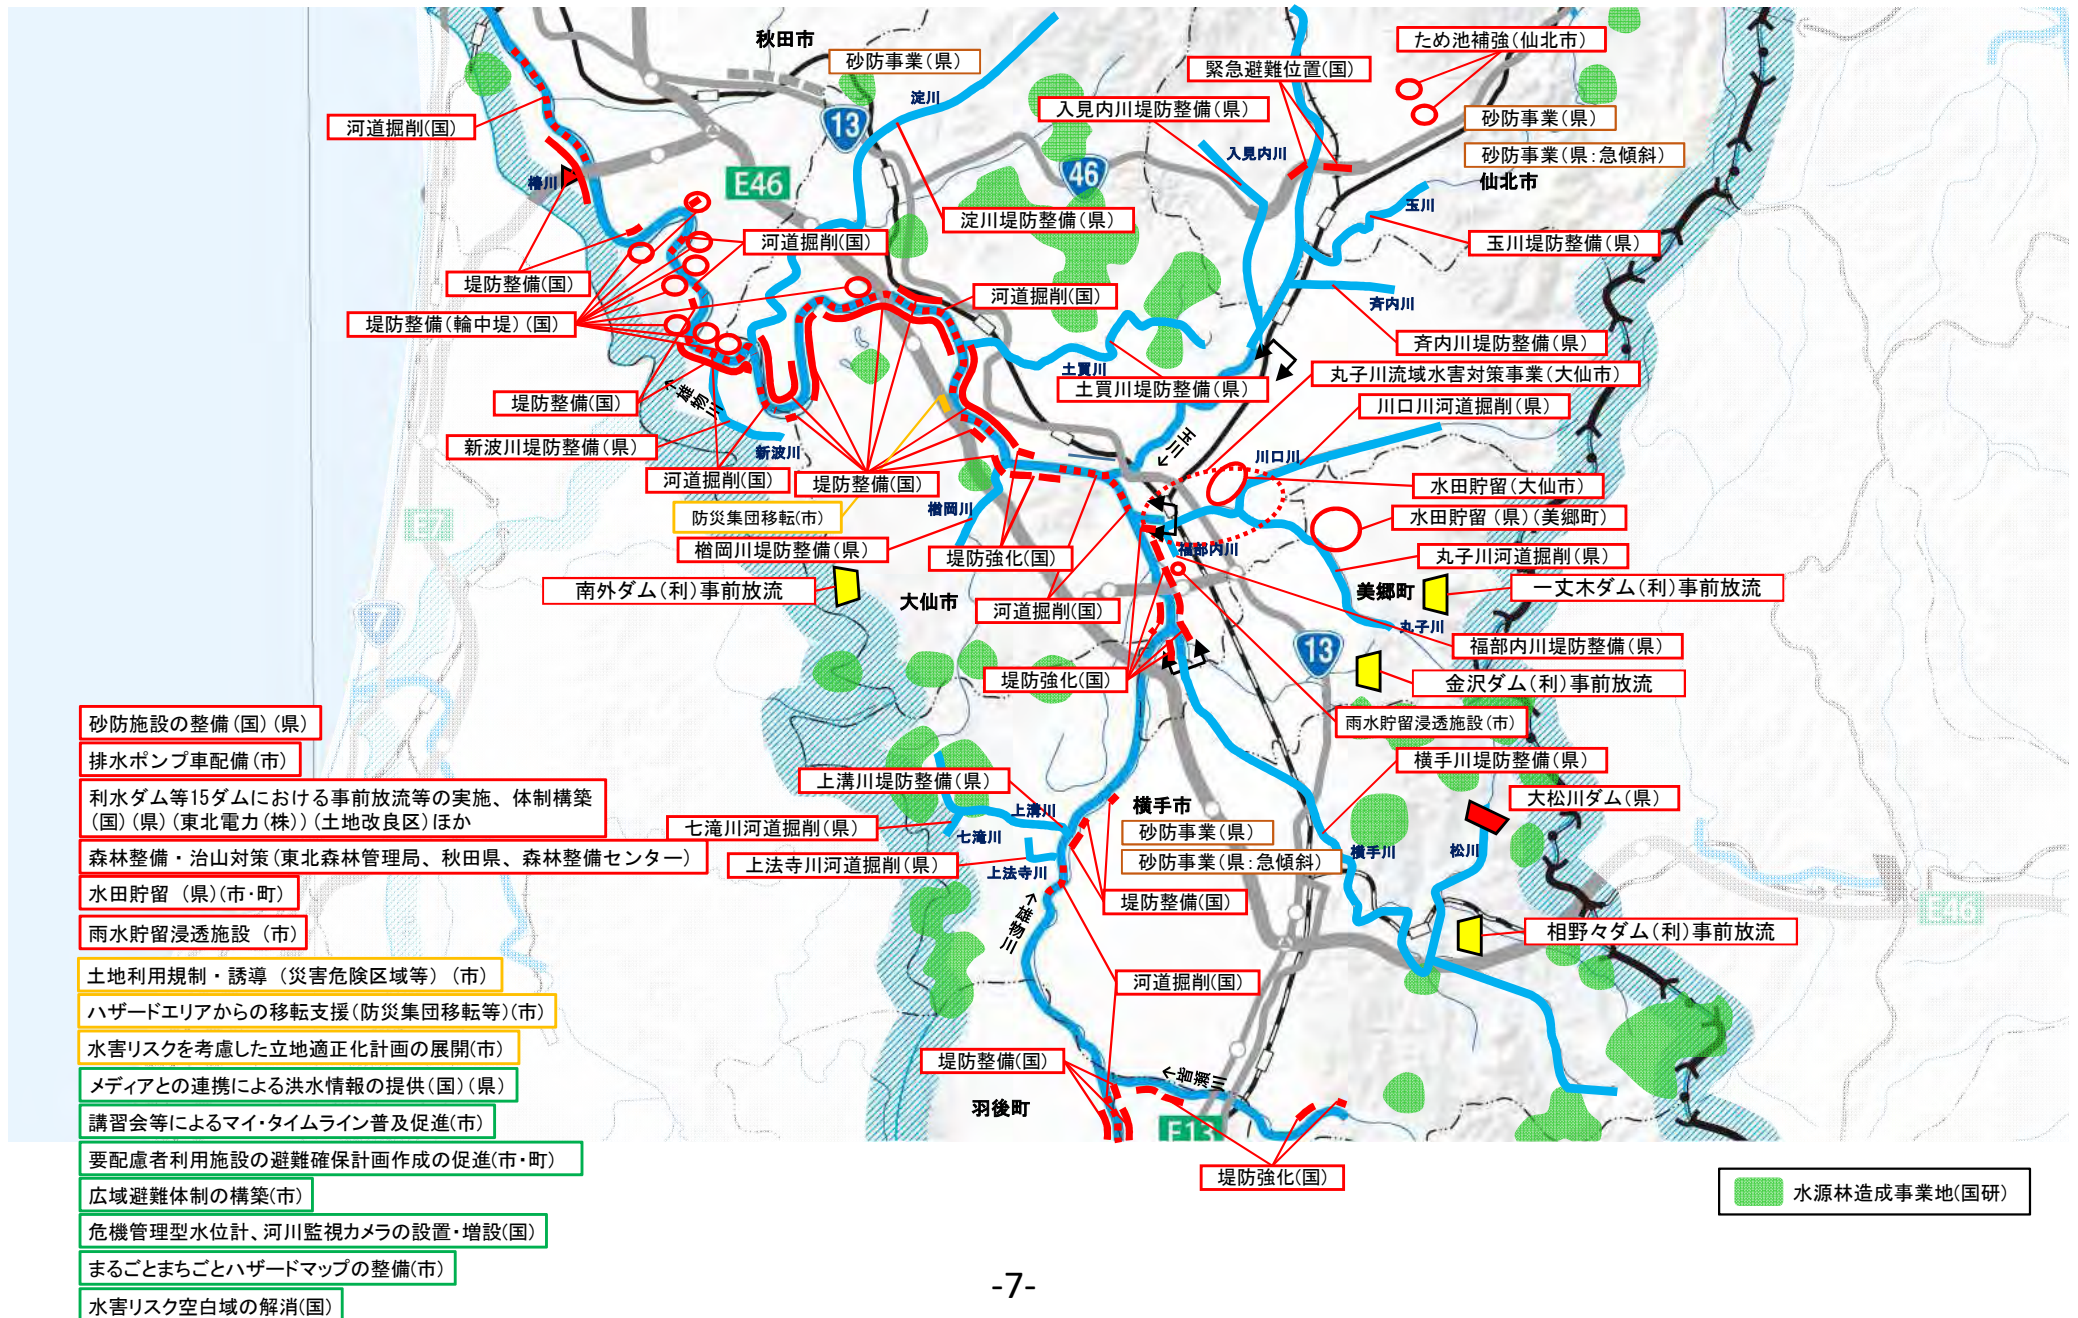 秋田市
砂防事業(県)
ため池補強(仙北市)
緊急避難位置(国)
淀川
13
入見内川堤防整備(県)
砂防事業(県)
河道掘削(国)
入見内川
砂防事業(県:急傾斜)
46
仙北市
椿川
E46
玉川
淀川堤防整備(県)
玉川堤防整備(県)
河道掘削(国)
堤防整備(国)
河道掘削(国)
斉内川
堤防整備(輪中堤)(国)
斉内川堤防整備(県)
土買川
丸子川流域水害対策事業(大仙市)
土買川堤防整備(県)
←雄物川
堤防整備(国)
川口川河道掘削(県)
新波川堤防整備(県)
新波川
←玉川
川口川
河道掘削(国)
堤防整備(国)
水田貯留(大仙市)
防災集団移転(市)
楢岡川
水田貯留(県)(美郷町)
E7
楢岡川堤防整備(県)
堤防強化(国)
福部内川
丸子川河道掘削(県)
南外ダム(利)事前放流
大仙市
美郷町
一丈木ダム(利)事前放流
7
河道掘削(国)
丸子川
13
福部内川堤防整備(県)
堤防強化(国)
金沢ダム(利)事前放流
砂防施設の整備(国)(県)
雨水貯留浸透施設(市)
排水ポンプ車配備(市)
横手川堤防整備(県)
上溝川堤防整備(県)
利水ダム等15ダムにおける事前放流等の実施、体制構築
(国)(県)(東北電力(株))(土地改良区)ほか
大松川ダム(県)
横手市
上溝川
七滝川河道掘削(県)
七滝川
砂防事業(県)
森林整備・治山対策(東北森林管理局、秋田県、森林整備センター)
上法寺川河道掘削(県)
上法寺川
砂防事業(県:急傾斜)
横手川
松川
水田貯留 (県)(市・町)
堤防整備(国)
←雄物川
E46
雨水貯留浸透施設 (市)
相野々ダム(利)事前放流
土地利用規制・誘導 (災害危険区域等) (市)
河道掘削(国)
ハザードエリアからの移転支援(防災集団移転等)(市)
水害リスクを考慮した立地適正化計画の展開(市)
堤防整備(国)
←皆瀬川
メディアとの連携による洪水情報の提供(国)(県)
羽後町
講習会等によるマイ・タイムライン普及促進(市)
E13
要配慮者利用施設の避難確保計画作成の促進(市・町)
堤防強化(国)
広域避難体制の構築(市)
水源林造成事業地(国研)
危機管理型水位計、河川監視カメラの設置・増設(国)
まるごとまちごとハザードマップの整備(市)
水害リスク空白域の解消(国)
-7-